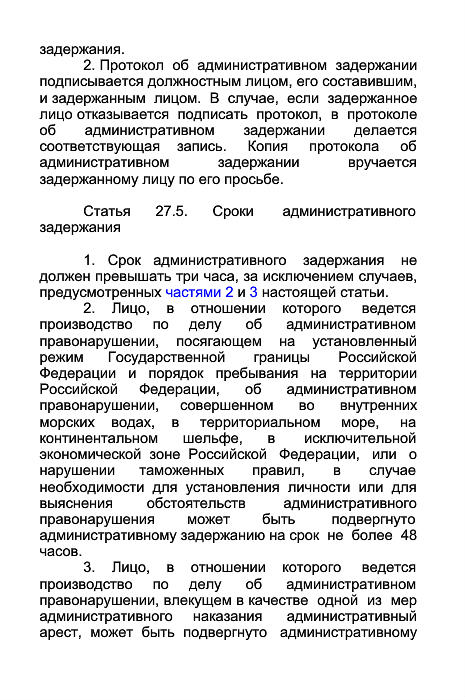 задержания.
2. Протокол об административном задержании
подписывается должностным лицом, его составившим,
и задержанным лицом. В случае, если задержанное
лицо отказывается подписать протокол, в протоколе
об административном задержании делается
соответствующая запись. Копия протокола об
административном задержании вручается
задержанному лицу по его просьбе.
Статья 27.5. Сроки административного
задержания
1. Срок административного задержания не
должен превышать три часа, за исключением случаев,
предусмотренных частями 2 и 3 настоящей статьи.
2. Лицо, в отношении которого ведется
производство по делу об административном
правонарушении, посягающем на установленный
режим Государственной границы Российской
Федерации и порядок пребывания на территории
Российской Федерации, об административном
правонарушении, совершенном во внутренних
морских водах, в территориальном море, на
континентальном шельфе, в исключительной
экономической зоне Российской Федерации, или о
нарушении таможенных правил, в случае
необходимости для установления личности или для
выяснения обстоятельств административного
правонарушения может быть подвергнуто
административному задержанию на срок не более 48
часов.
3. Лицо, в отношении которого ведется
производство по делу об административном
правонарушении, влекущем в качестве одной из мер
административного наказания административный
арест, может быть подвергнуто административному